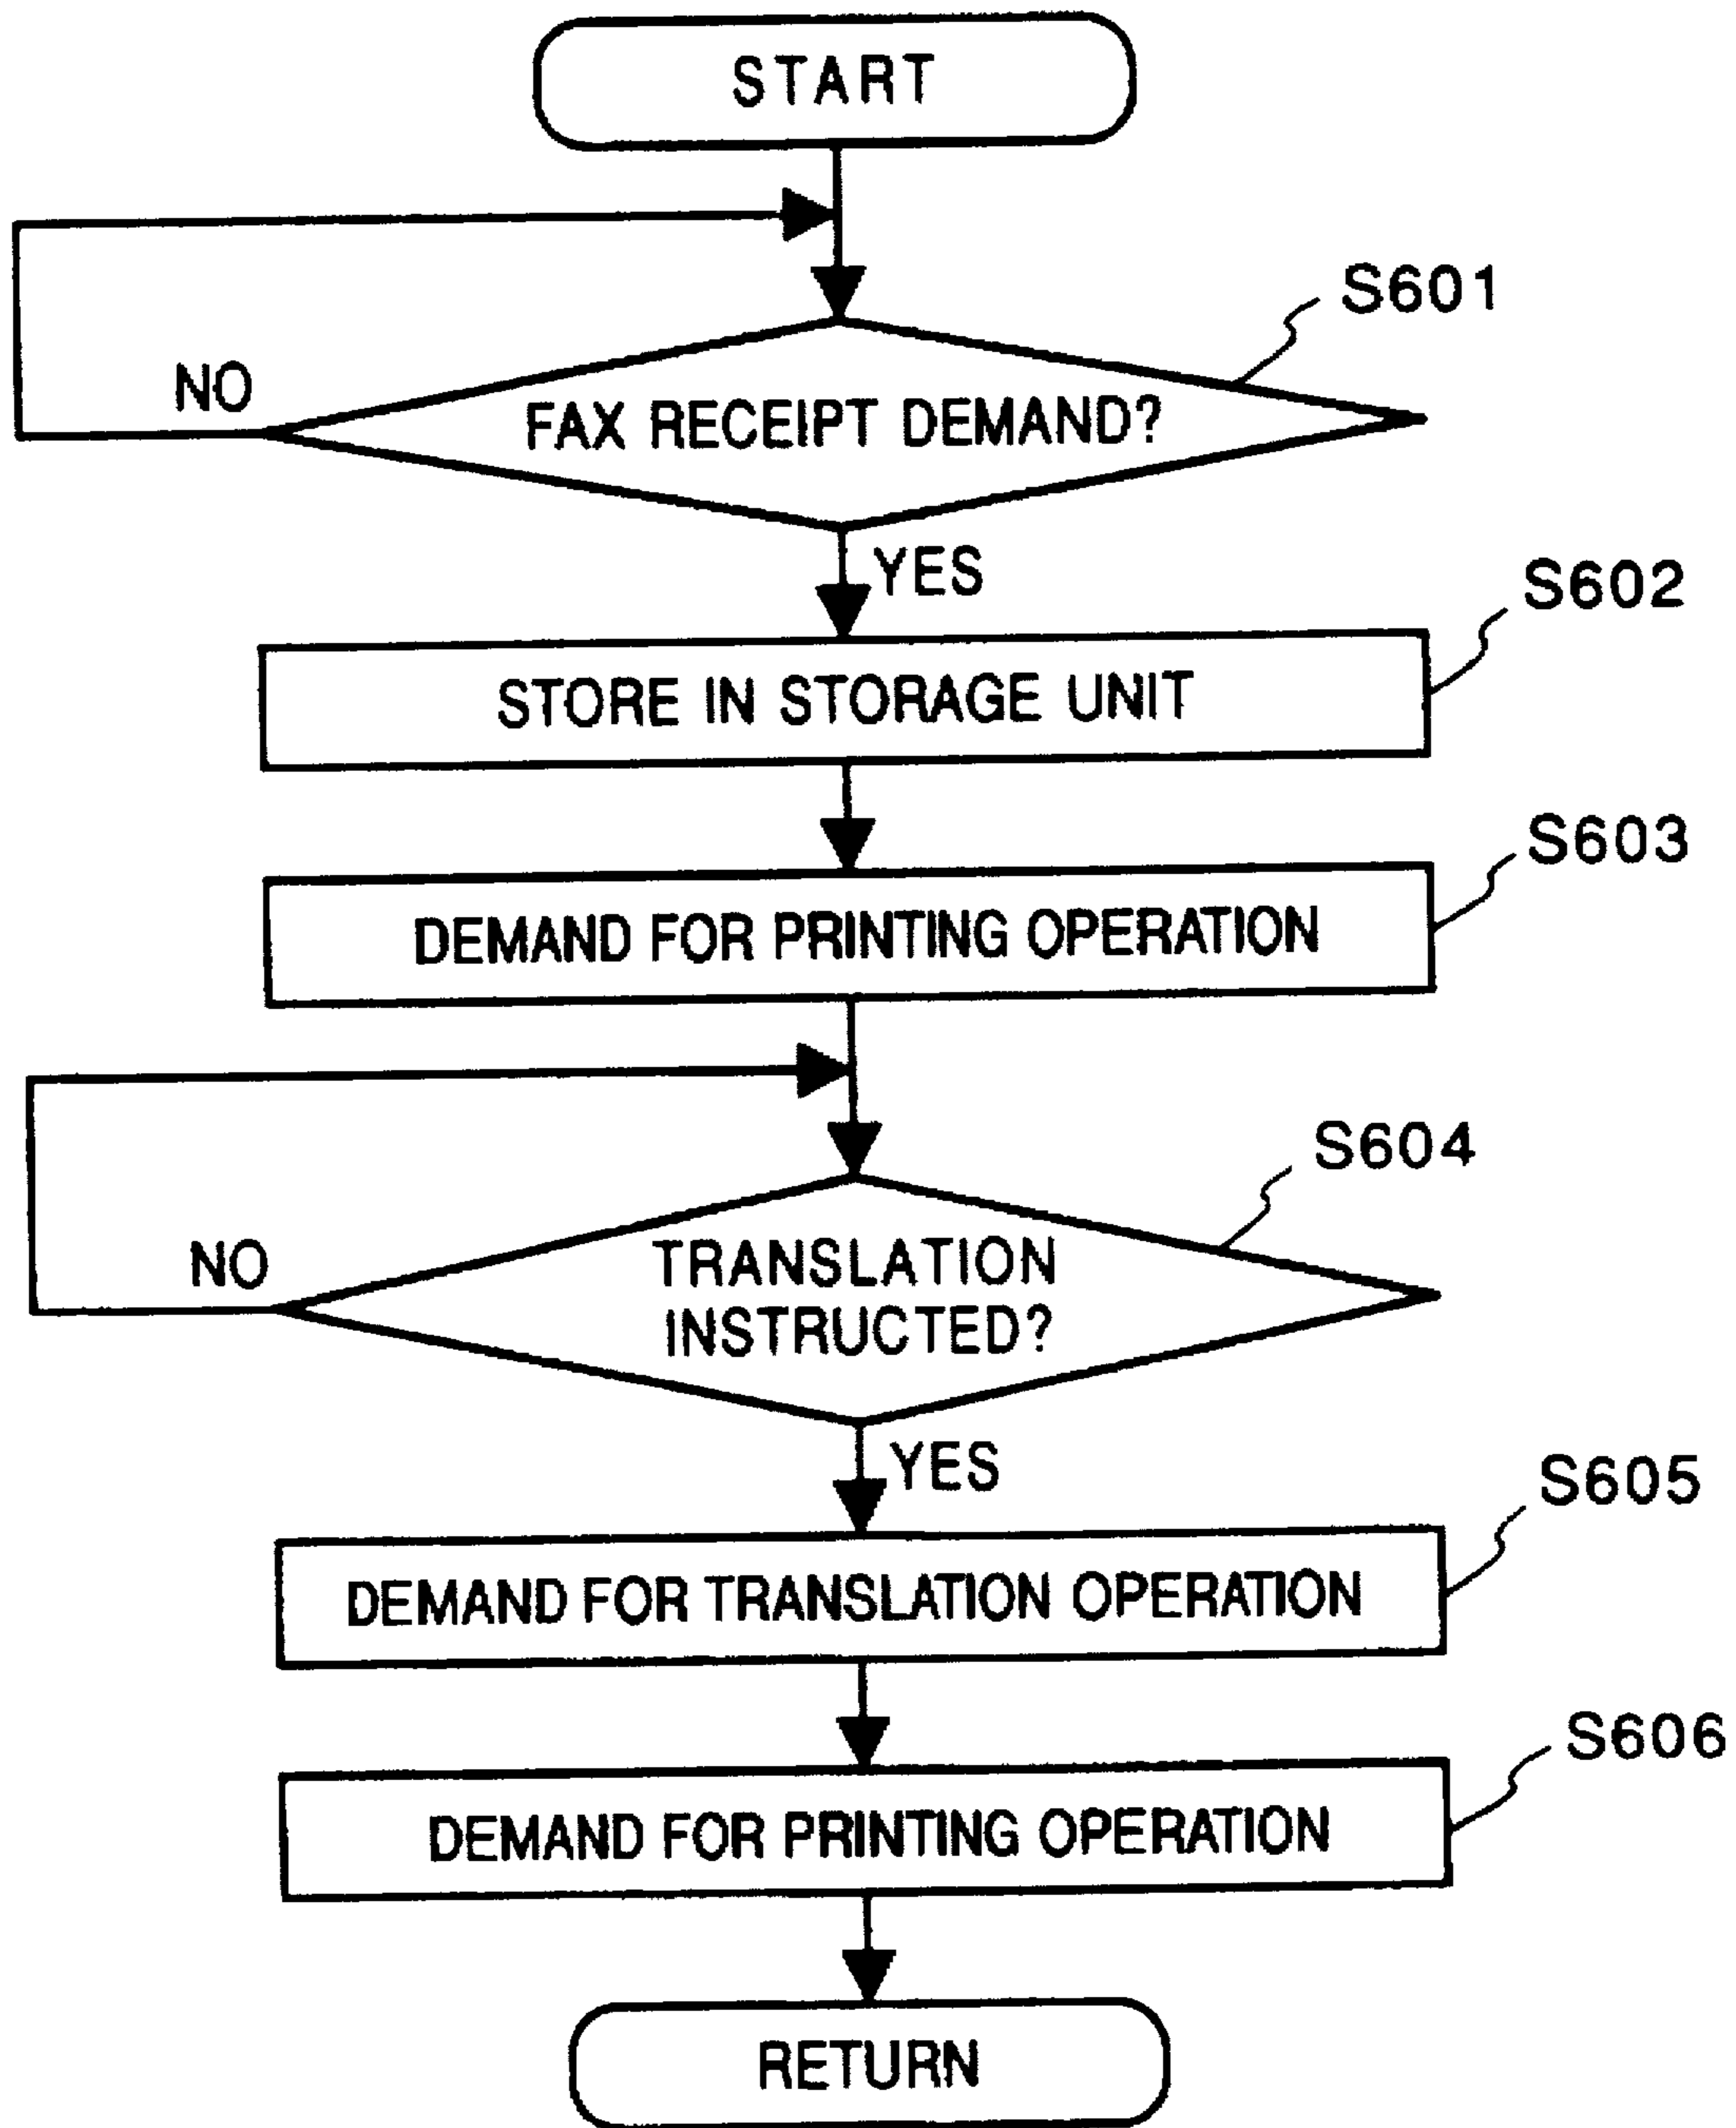 START
S601
NO
FAX RECEIPT DEMAND?
YES
S602
STORE IN STORAGE UNIT
S603
DEMAND FOR PRINTING OPERATION
S604
NO
TRANSLATION
INSTRUCTED?
YES
S605
DEMAND FOR TRANSLATION OPERATION
S606
DEMAND FOR PRINTING OPERATION
RETURN